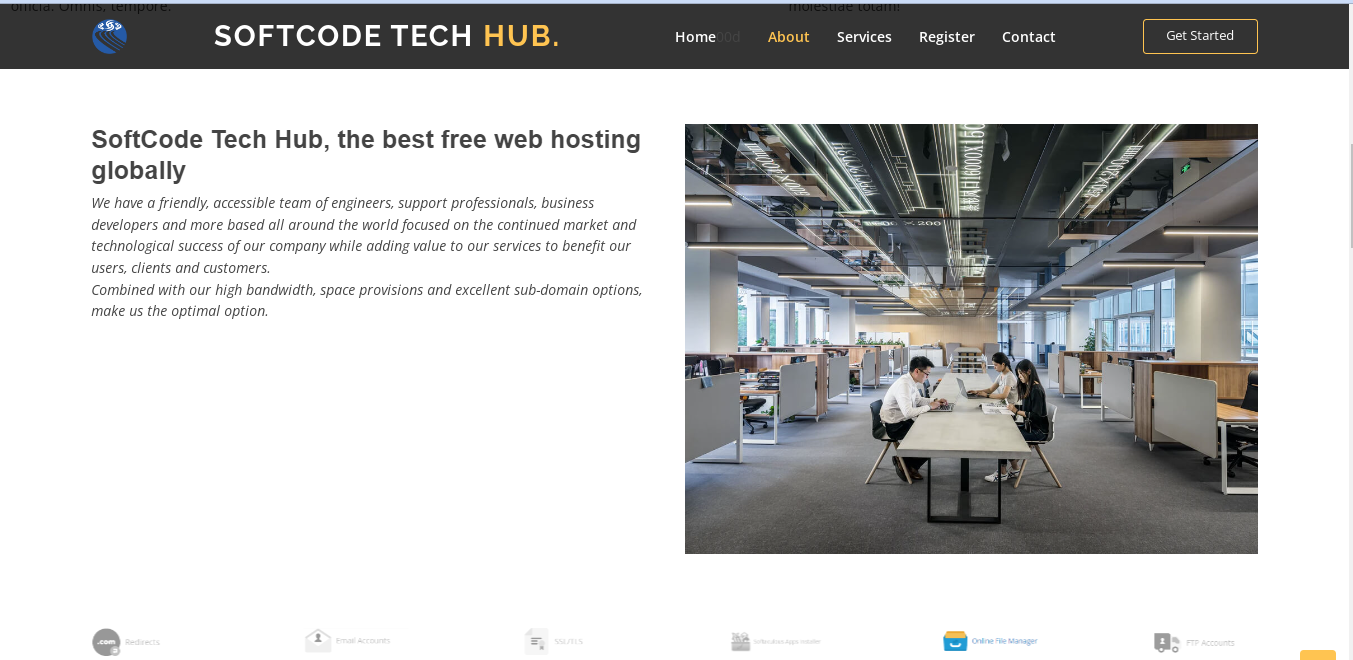 officia. Omnis, tempore.
molestiae totam!
SOFTCODE TECH HUB.
Home
About
Services
Register
Contact
Get Started
SoftCode Tech Hub, the best free web hosting
globally
We have a friendly, accessible team of engineers, support professionals, business
developers and more based all around the world focused on the continued market and
technological success of our company while adding value to our services to benefit our
users, clients and customers.
Combined with our high bandwidth, space provisions and excellent sub-domain options,
make us the optimal option.
.com
Redirects
Email Accounts
SSL/TLS
Softaculous Apps Installer
Online File Manager
FTP Accounts